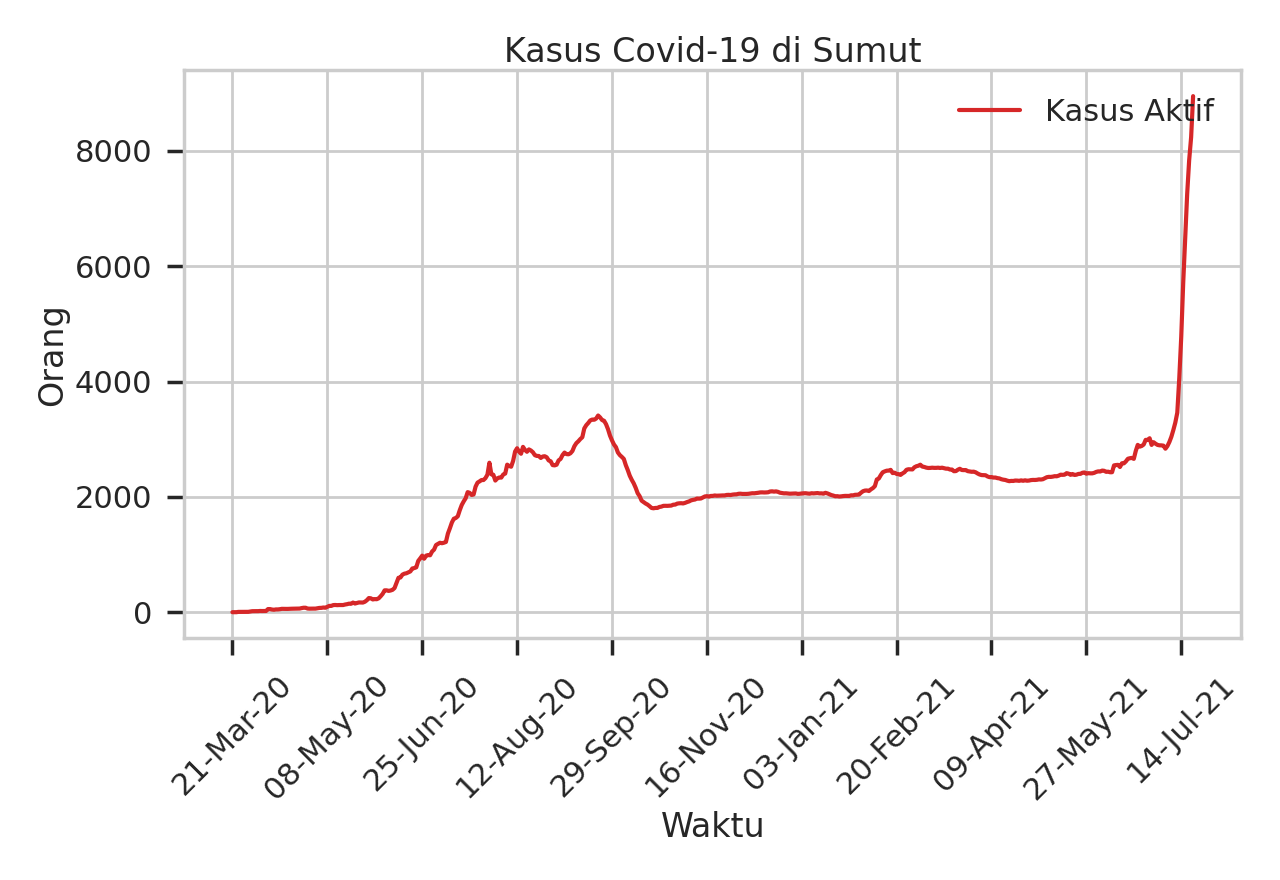 Kasus Covid-19 di Sumut
Kasus Aktif
8000
6000
4000
2000
0
Orang
21-Mar-20
08-May-20
25-Jun-20
12-Aug-20
29-Sep-20
16-Nov-20
03-Jan-21
20-Feb-21
09-Apr-21
27-May-21
14-Jul-21
Waktu